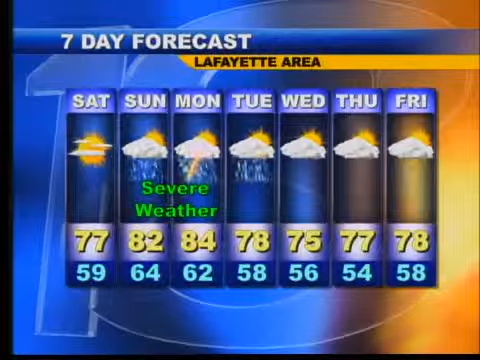 7 DAY FORECAST
LAFAYETTE AREA
SAT SUN MON TUE WED THU FRI
Severe
Weather
77 82 84 78 75 77 78
59 64 62 58 56 54 58